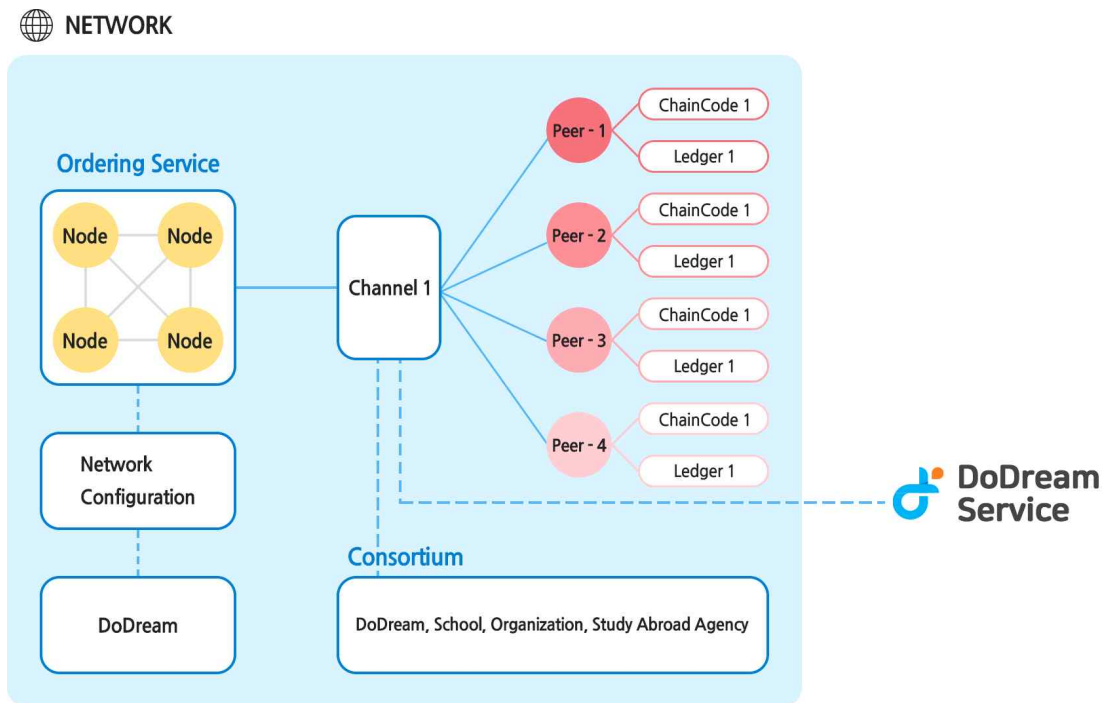 NETWORK
Ordering Service
Node
Node
Node
Node
Network
Configuration
DoDream
Channel 1
Peer - 1
ChainCode 1
Ledger 1
Peer - 2
ChainCode 1
Ledger 1
Peer - 3
ChainCode 1
Ledger 1
Peer - 4
ChainCode 1
Ledger 1
Consortium
DoDream, School, Organization, Study Abroad Agency
DoDream
Service